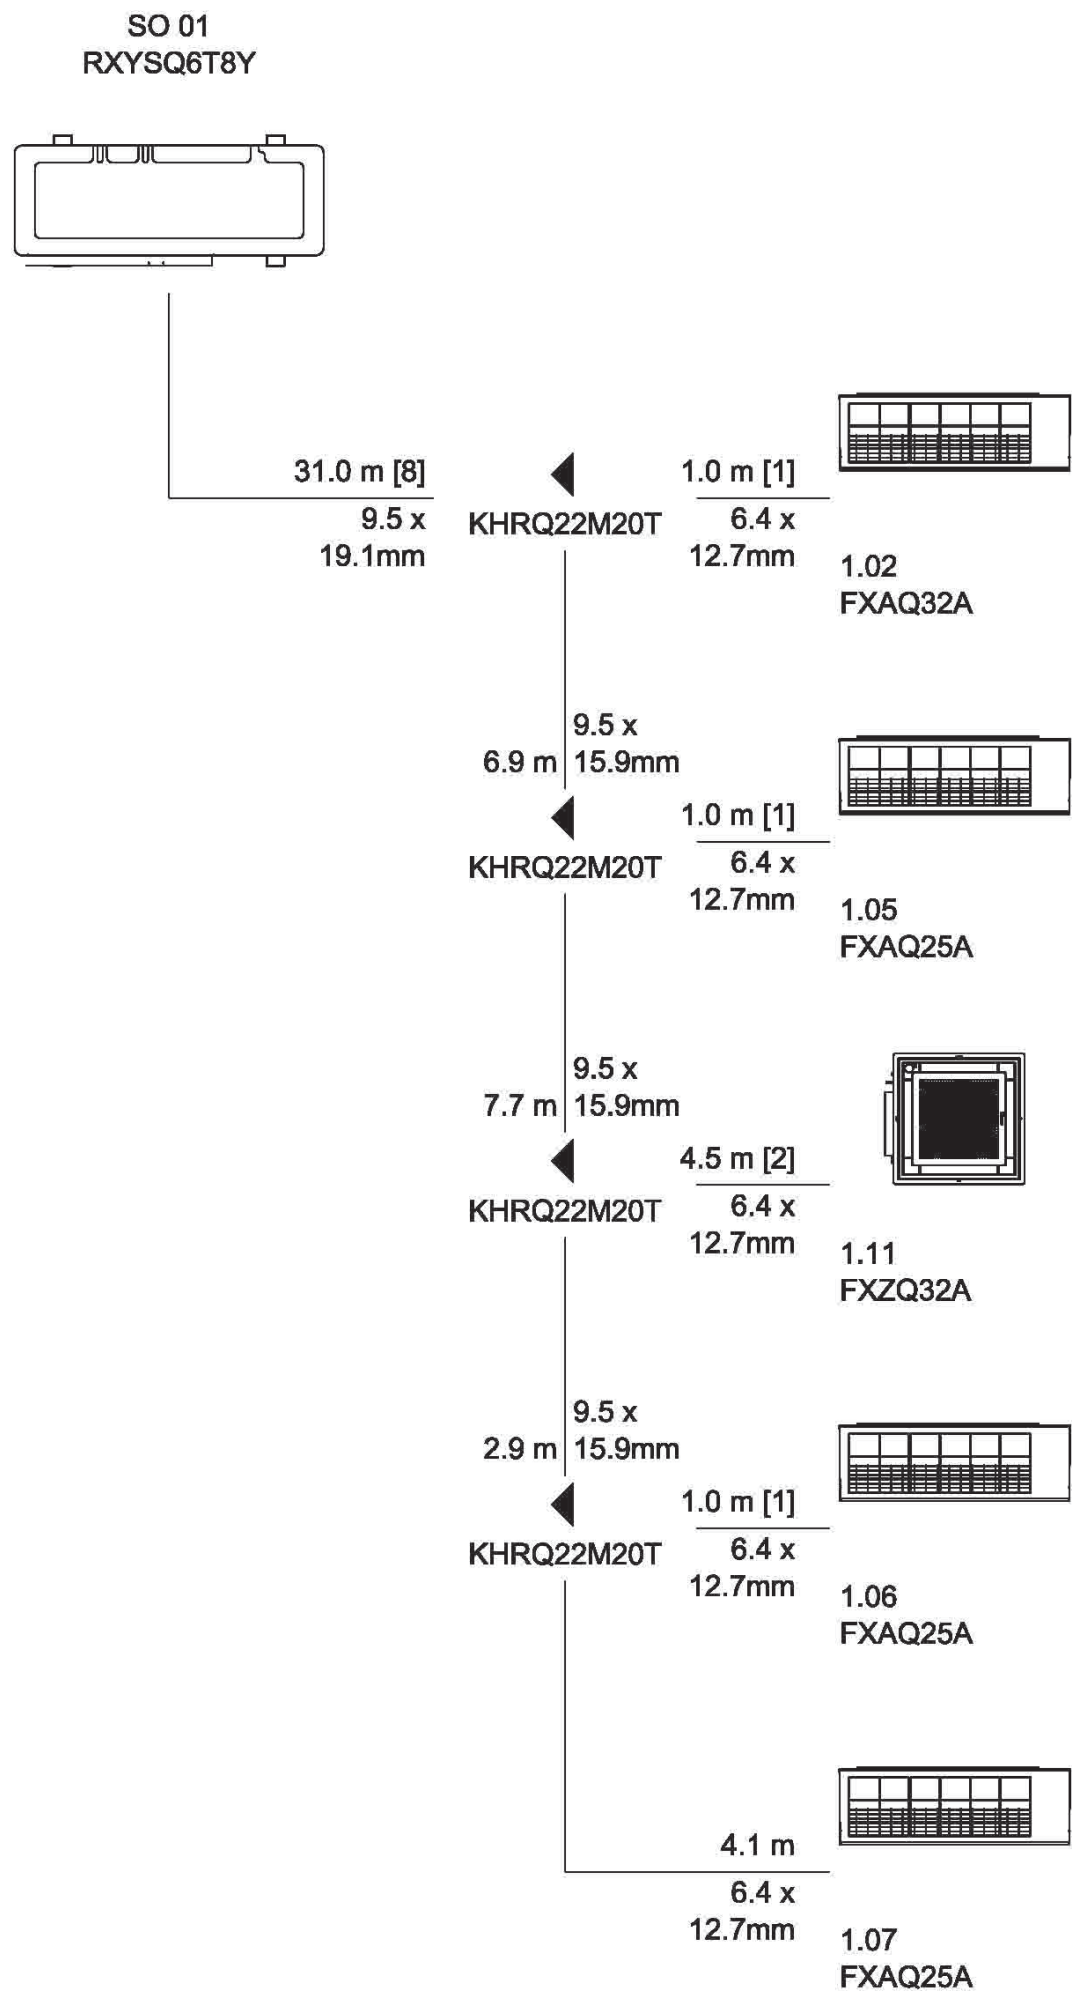 SO 01
RXYSQ6T8Y
31.0 m [8]
9.5 x
19.1mm
KHRQ22M20T
1.0 m [1]
6.4 x
12.7mm
1.02
FXAQ32A
9.5 x
6.9 m 15.9mm
KHRQ22M20T
1.0 m [1]
6.4 x
12.7mm
1.05
FXAQ25A
9.5 x
7.7 m 15.9mm
KHRQ22M20T
4.5 m [2]
6.4 x
12.7mm
1.11
FXZQ32A
9.5 x
2.9 m 15.9mm
KHRQ22M20T
1.0 m [1]
6.4 x
12.7mm
1.06
FXAQ25A
4.1 m
6.4 x
12.7mm
1.07
FXAQ25A